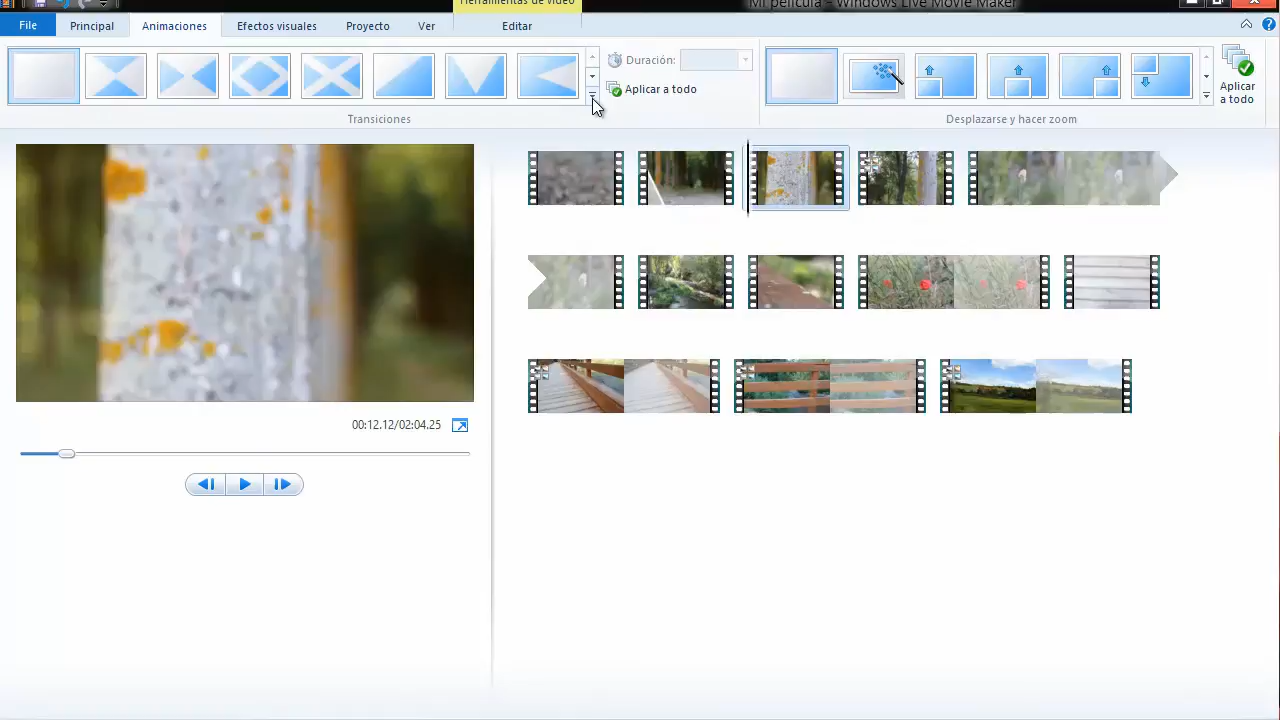 Herramientas de vídeo
Mi película - Windows Live Movie Maker
File Principal Animaciones Efectos visuales Proyecto Ver Editar
Duración:
Aplicar a todo
Aplicar
a todo
Transiciones
Desplazarse y hacer zoom
00:12.12/02:04.25